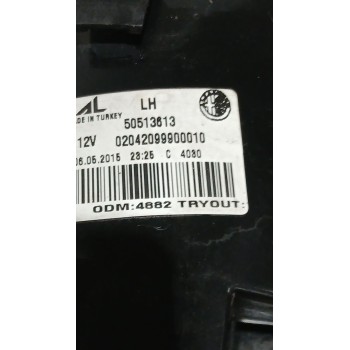 AL LH
MADE IN TURKEY 50513613
12V 02042099900010
06.05.2015 23:25 C 4080
ODM:4882 TRYOUT: